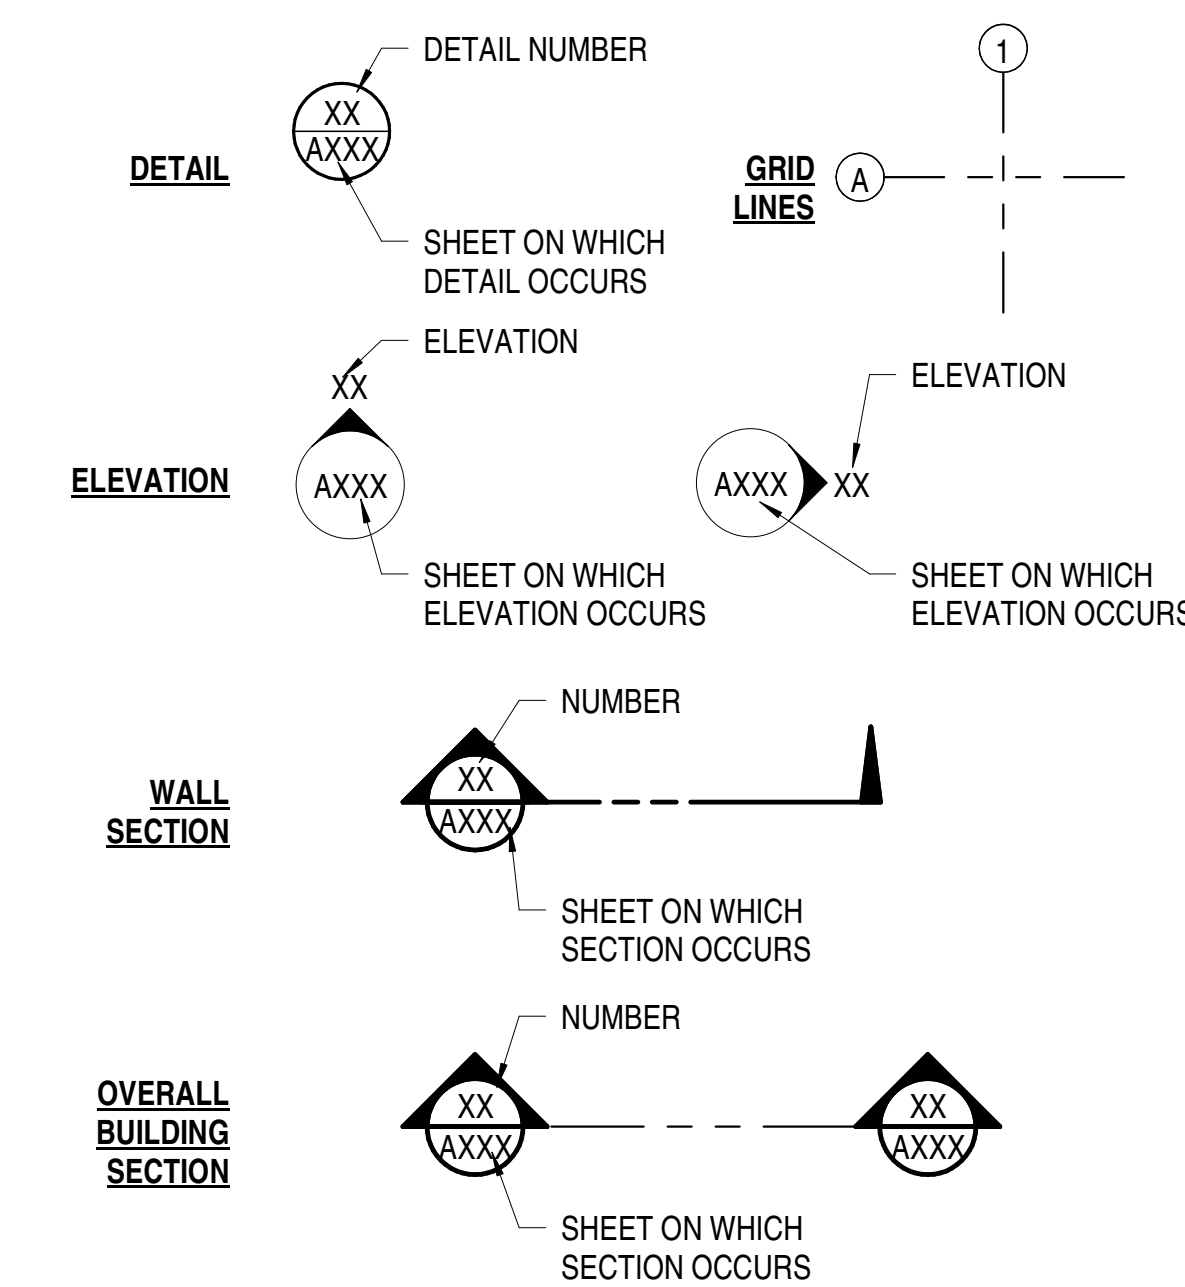 DETAIL NUMBER
XX
AXXX
DETAIL
SHEET ON WHICH
DETAIL OCCURS
1
GRID
LINES
A
ELEVATION
XX
AXXX
ELEVATION
SHEET ON WHICH
ELEVATION OCCURS
ELEVATION
AXXX
XX
SHEET ON WHICH
ELEVATION OCCURS
NUMBER
XX
AXXX
WALL
SECTION
SHEET ON WHICH
SECTION OCCURS
NUMBER
XX
AXXX
XX
AXXX
OVERALL
BUILDING
SECTION
SHEET ON WHICH
SECTION OCCURS